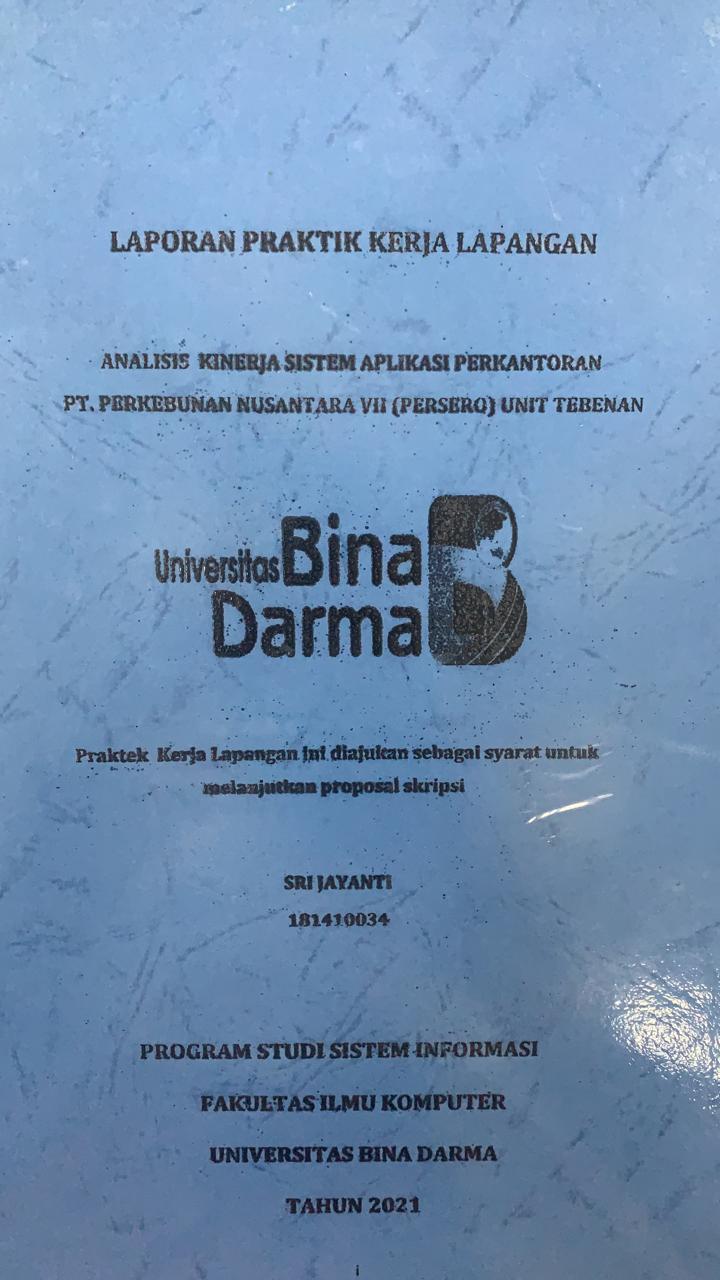 LAPORAN PRAKTIK KERJA LAPANGAN
ANALISIS KINERJA SISTEM APLIKASI PERKANTORAN
PT. PERKEBUNAN NUSANTARA VII (PERSERO) UNIT TEBENAN
Universitas Bina
Darma
Praktek Kerja Lapangan ini diajukan sebagai syarat untuk
melanjutkan proposal skripsi
SRI JAYANTI
181410034
PROGRAM STUDI SISTEM INFORMASI
FAKULTAS ILMU KOMPUTER
UNIVERSITAS BINA DARMA
TAHUN 2021
i